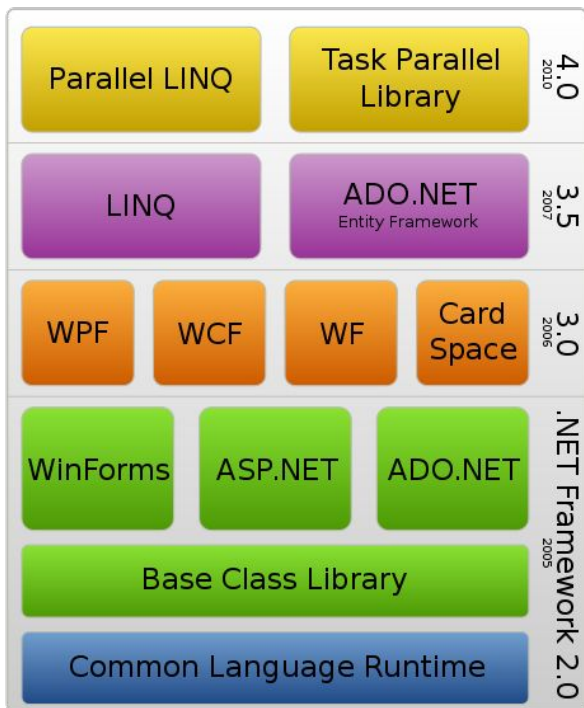 Parallel LINQ
Task Parallel
Library
4.0
2010
LINQ
ADO.NET
Entity Framework
3.5
2007
WPF
WCF
WF
Card
Space
3.0
2006
WinForms
ASP.NET
ADO.NET
Base Class Library
Common Language Runtime
.NET Framework 2.0
2005